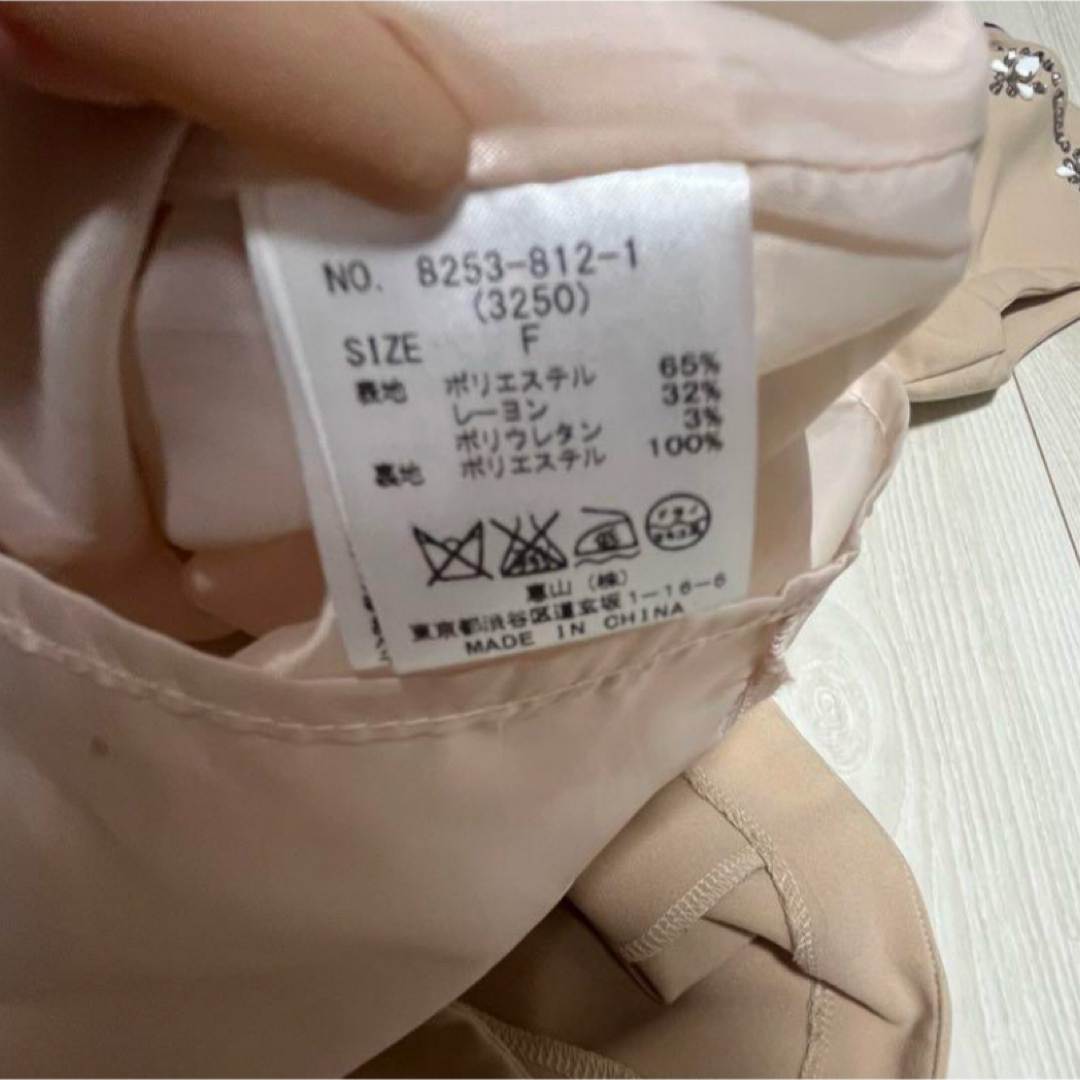 NO. 8253-812-1
(3250)
SIZE F
表地 ポリエステル 65%
レーヨン 32%
ポリウレタン 3%
裏地 ポリエステル 100%
恵山(株)
東京都渋谷区道玄坂1-16-6
MADE IN CHINA